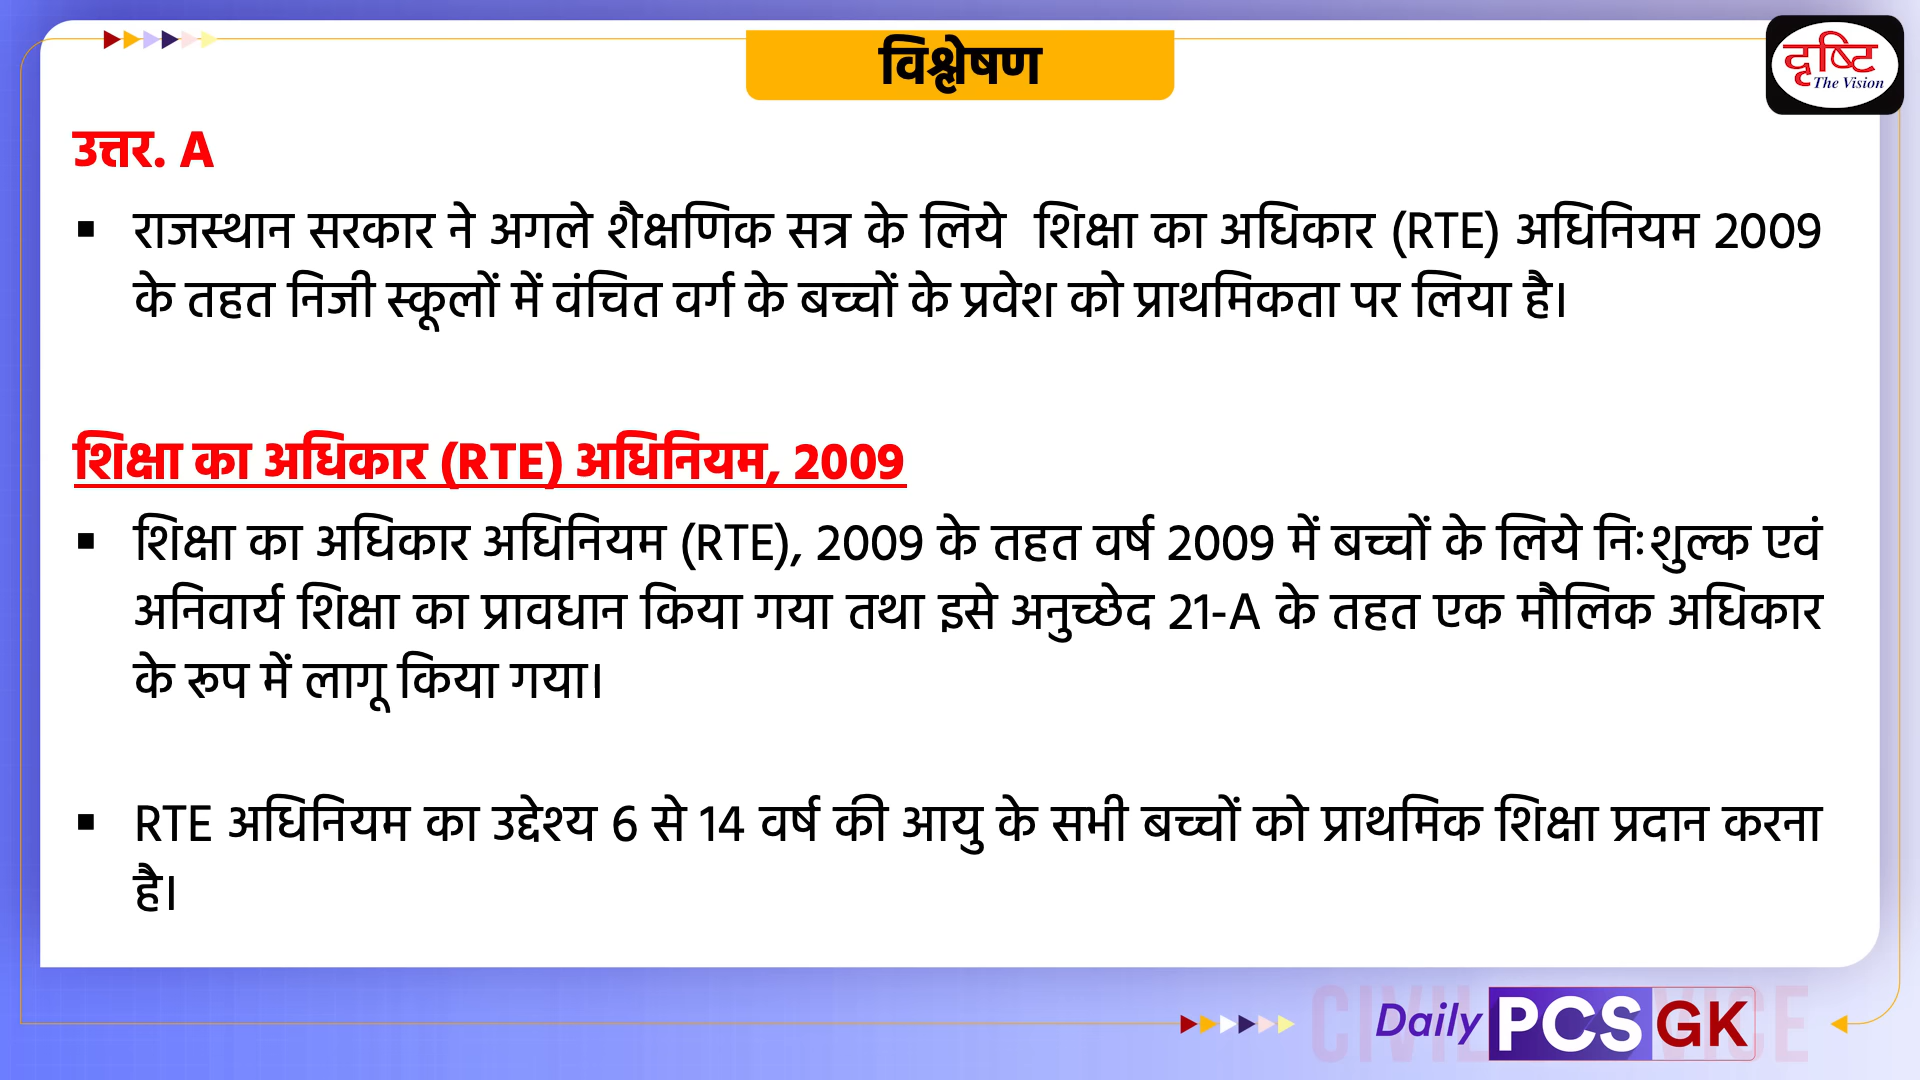 विश्लेषण
दृष्टि
The Vision
उत्तर. A
▪ राजस्थान सरकार ने अगले शैक्षणिक सत्र के लिये शिक्षा का अधिकार (RTE) अधिनियम 2009
के तहत निजी स्कूलों में वंचित वर्ग के बच्चों के प्रवेश को प्राथमिकता पर लिया है।
शिक्षा का अधिकार (RTE) अधिनियम, 2009
▪ शिक्षा का अधिकार अधिनियम (RTE), 2009 के तहत वर्ष 2009 में बच्चों के लिये निःशुल्क एवं
अनिवार्य शिक्षा का प्रावधान किया गया तथा इसे अनुच्छेद 21-A के तहत एक मौलिक अधिकार
के रूप में लागू किया गया।
▪ RTE अधिनियम का उद्देश्य 6 से 14 वर्ष की आयु के सभी बच्चों को प्राथमिक शिक्षा प्रदान करना
है।
Daily PCS GK